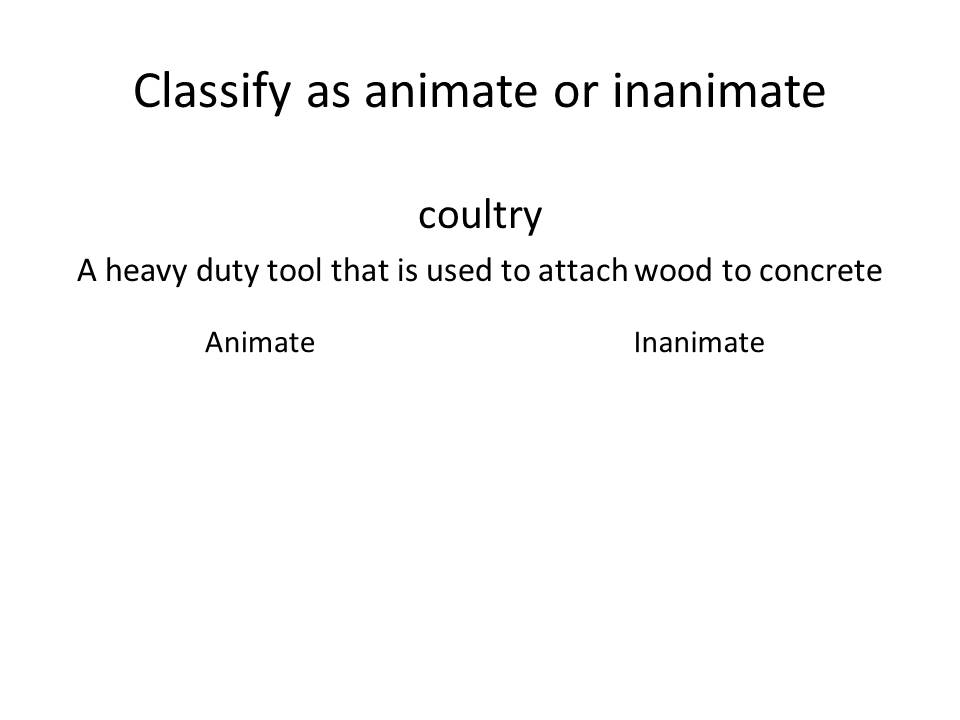 Classify as animate or inanimate
coultry
A heavy duty tool that is used to attach wood to concrete
Animate Inanimate